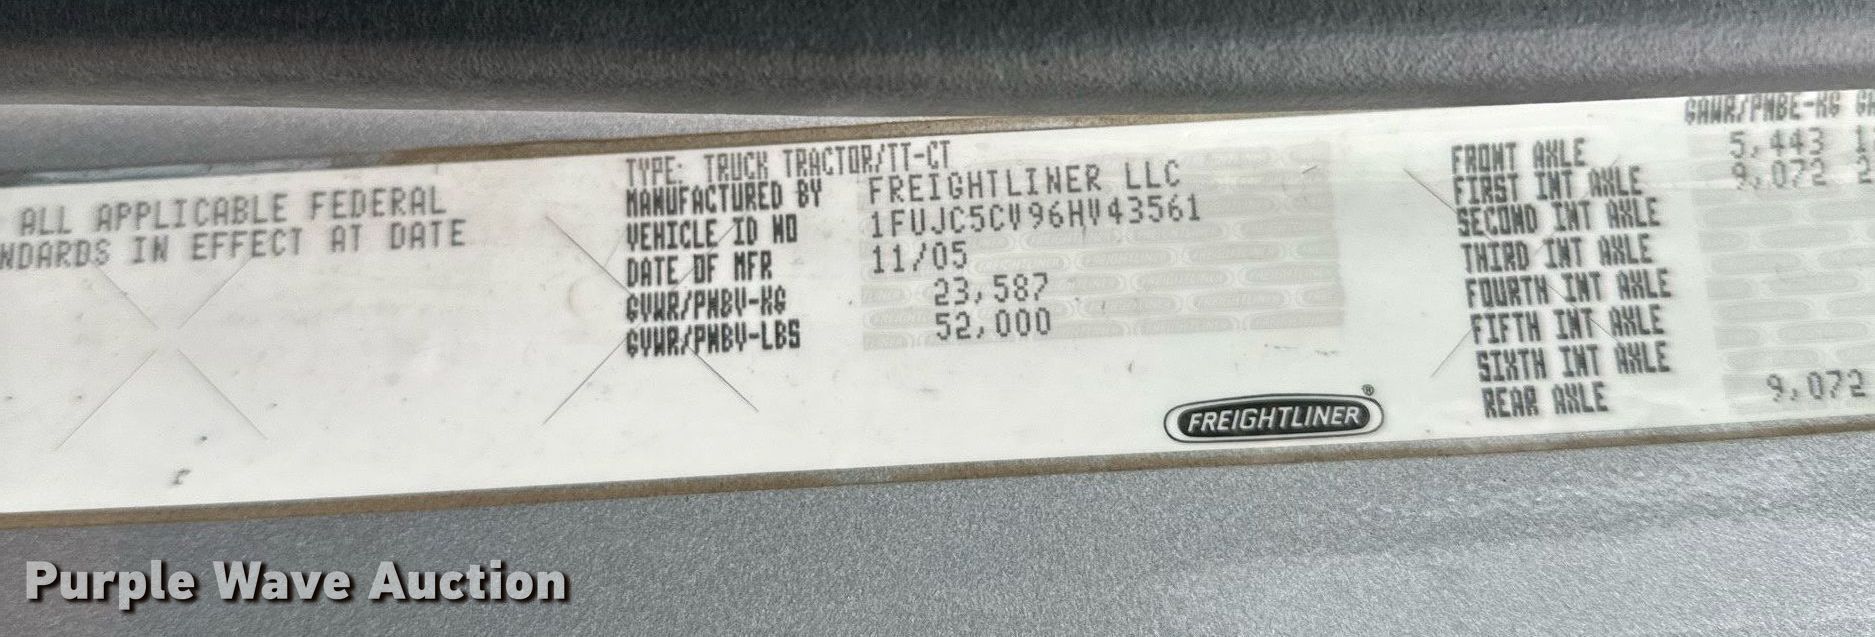 ALL APPLICABLE FEDERAL
NDARDS IN EFFECT AT DATE
TYPE: TRUCK TRACTOR/TT-CT
MANUFACTURED BY FREIGHTLINER LLC
VEHICLE ID NO 1FUJC5CV96HV43561
DATE OF MFR 11/05
GVWR/PNBV-KG 23,587
GVWR/PNBV-LBS 52,000
FREIGHTLINER®
GAWR/PNBE-KG
FRONT AXLE 5,443
FIRST INT AXLE 9,072
SECOND INT AXLE
THIRD INT AXLE
FOURTH INT AXLE
FIFTH INT AXLE
SIXTH INT AXLE
REAR AXLE 9,072
Purple Wave Auction